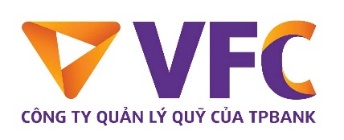 VFC
CÔNG TY QUẢN LÝ QUỸ CỦA TPBANK